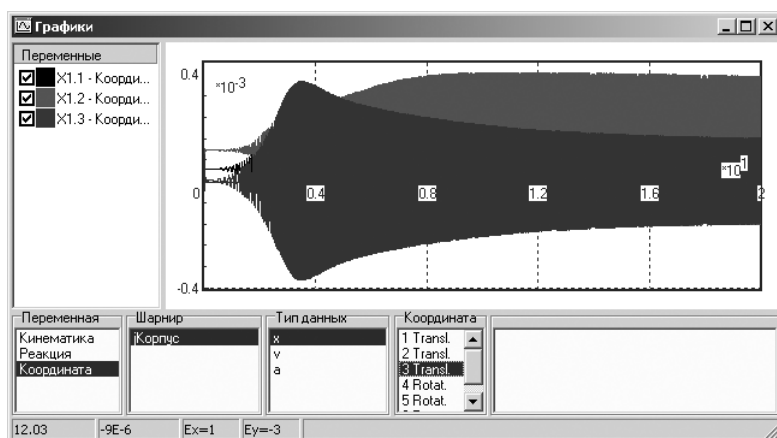 Графики
Переменные
X1.1 - Коорди...
X1.2 - Коорди...
X1.3 - Коорди...
0.4
*10-3
*101
0
0.4
0.8
1.2
1.6
2
-0.4
Переменная
Кинематика
Реакция
Координата
Шарнир
jКорпус
Тип данных
x
v
a
Координата
1 Transl.
2 Transl.
3 Transl.
4 Rotat.
5 Rotat.
12.03
-9E-6
Ex=1
Ey=-3